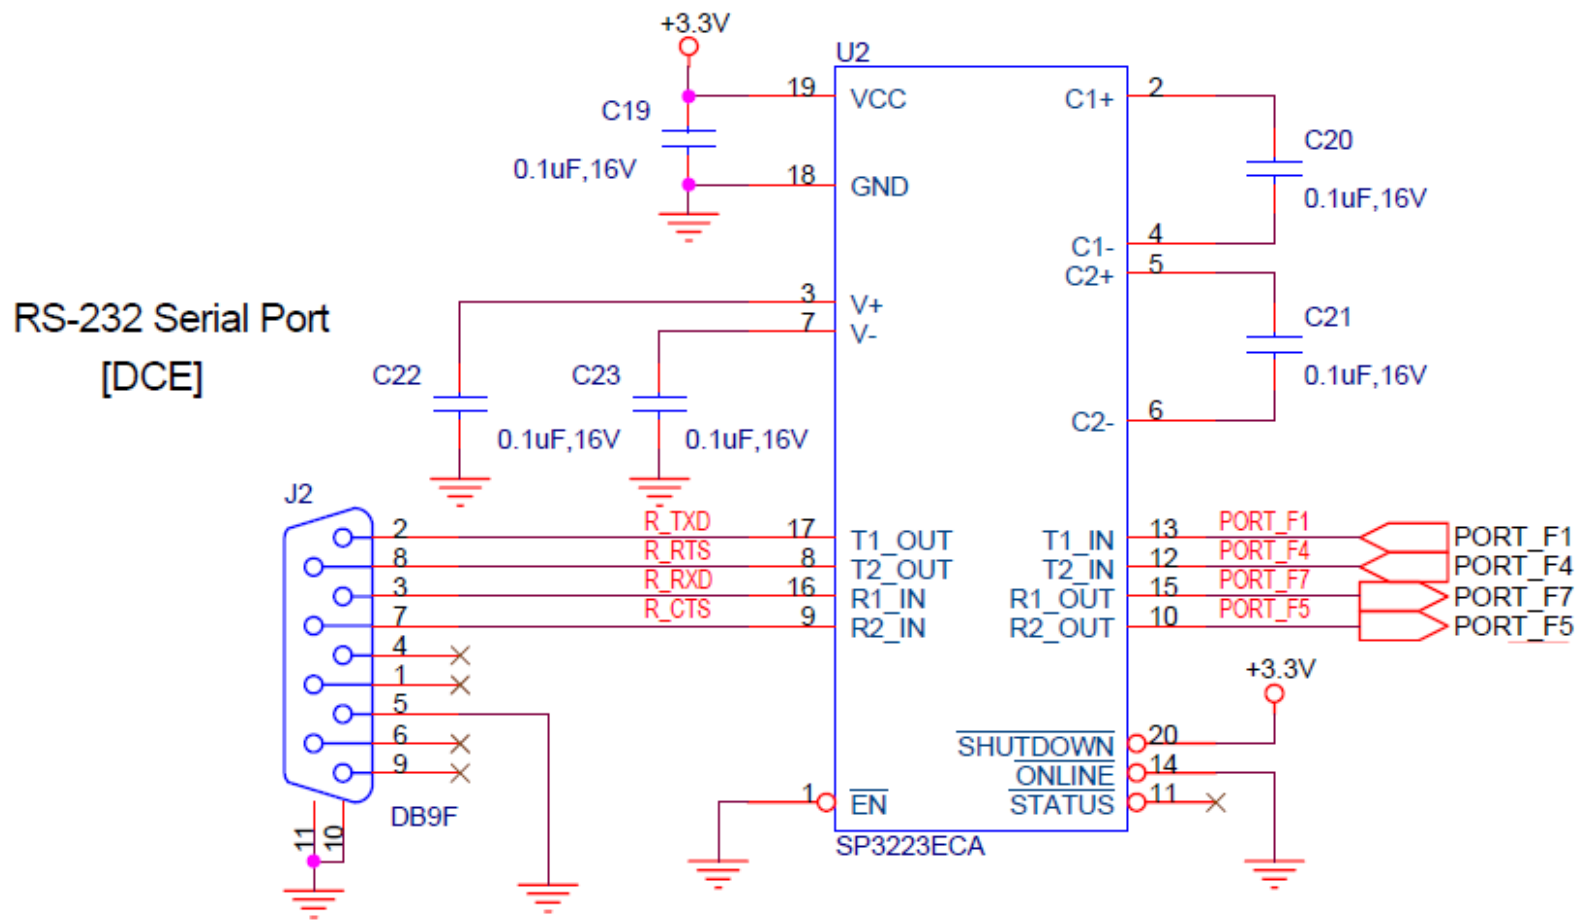 +3.3V
U2
19
VCC
C1+
2
C19
0.1uF,16V
18
GND
C20
0.1uF,16V
C1-
4
C2+
5
RS-232 Serial Port
[DCE]
3
V+
7
V-
C21
0.1uF,16V
C22
0.1uF,16V
C23
0.1uF,16V
C2-
6
J2
2
R_TXD
17
T1_OUT
T1_IN
13
PORT_F1
PORT_F1
8
R_RTS
8
T2_OUT
T2_IN
12
PORT_F4
PORT_F4
3
R_RXD
16
R1_IN
R1_OUT
15
PORT_F7
PORT_F7
7
R_CTS
9
R2_IN
R2_OUT
10
PORT_F5
PORT_F5
4
1
5
6
9
+3.3V
SHUTDOWN
20
ONLINE
14
1
EN
STATUS
11
DB9F
11
10
SP3223ECA